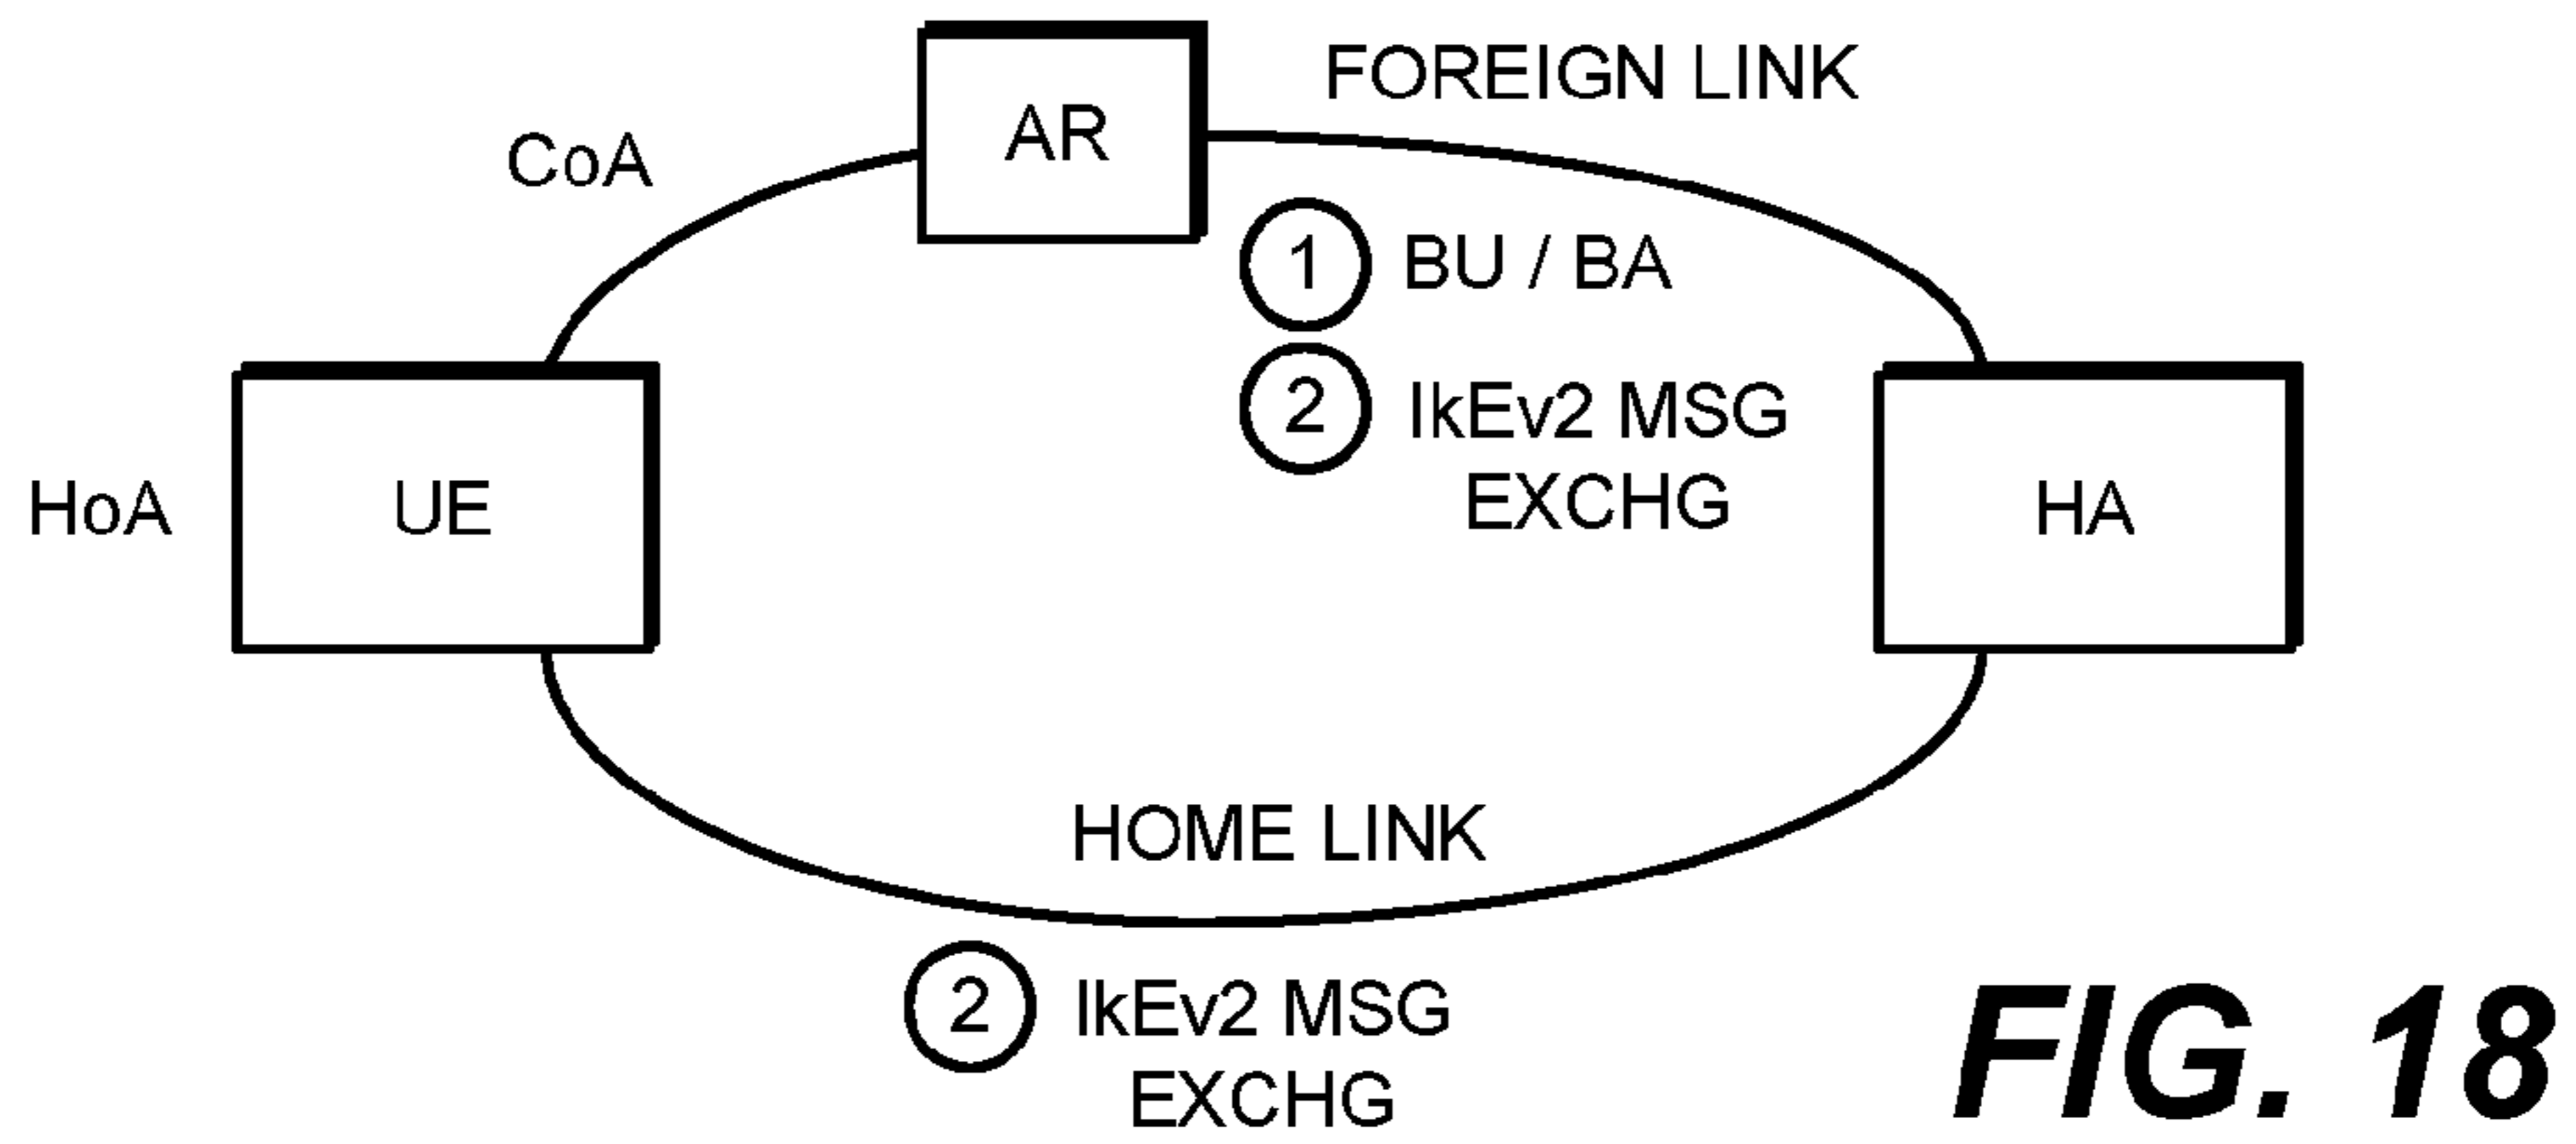 AR
FOREIGN LINK
CoA
1 BU / BA
2 IkEv2 MSG
EXCHG
HoA
UE
HA
HOME LINK
2 IkEv2 MSG
EXCHG
FIG. 18